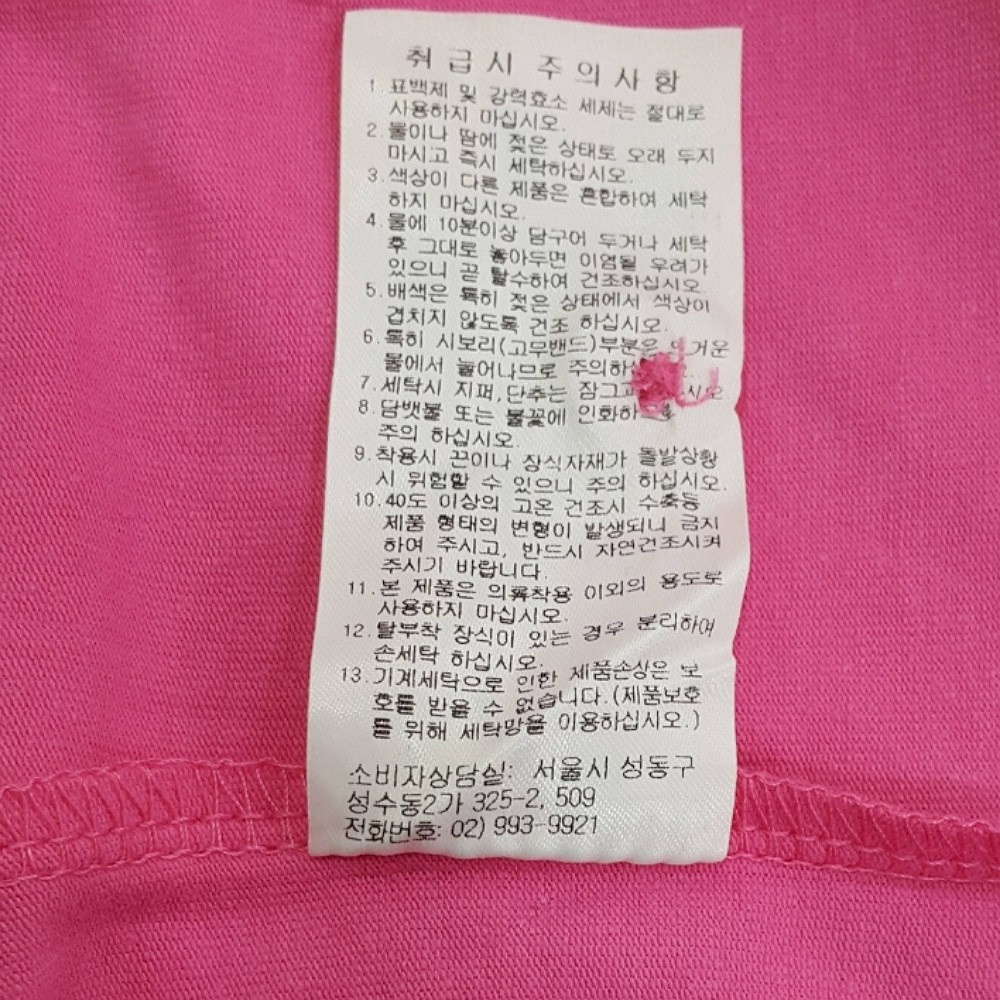 취급시 주의사항
1. 표백제 및 강력효소 세제는 절대로
사용하지 마십시오.
2. 물이나 땀에 젖은 상태로 오래 두지
마시고 즉시 세탁하십시오.
3. 색상이 다른 제품은 혼합하여 세탁
하지 마십시오.
4. 물에 10분이상 담구어 두거나 세탁
후 그대로 놓아두면 이염될 우려가
있으니 곧 탈수하여 건조하십시오
5. 배색은 특히 젖은 상태에서 색상이
겹치지 않도록 건조 하십시오.
6. 특히 시보리(고무밴드)부분은
물에서 늘어나므로
7. 세탁시 지퍼,단추는
8. 담뱃불 또는 불꽃에
주의 하십시오.
9. 착용시 끈이나 장식자재가 돌발상황
시 위험할 수 있으니 주의 하십시오.
10. 40도 이상의 고온 건조시 수축등
제품 형태의 변형이 발생되니 금지
하여 주시고, 반드시 자연건조시켜
주시기 바랍니다.
11. 본 제품은 의류착용 이외의 용도로
사용하지 마십시오.
12. 탈부착 장식이 있는 경우 분리하여
손세탁 하십시오.
13. 기계세탁으로 인한 제품손상은 보
호를 받을 수 없습니다.(제품보호
를 위해 세탁망을 이용하십시오.)
소비자상담실: 서울시 성동구
성수동2가 325-2, 509
전화번호: 02) 993-9921